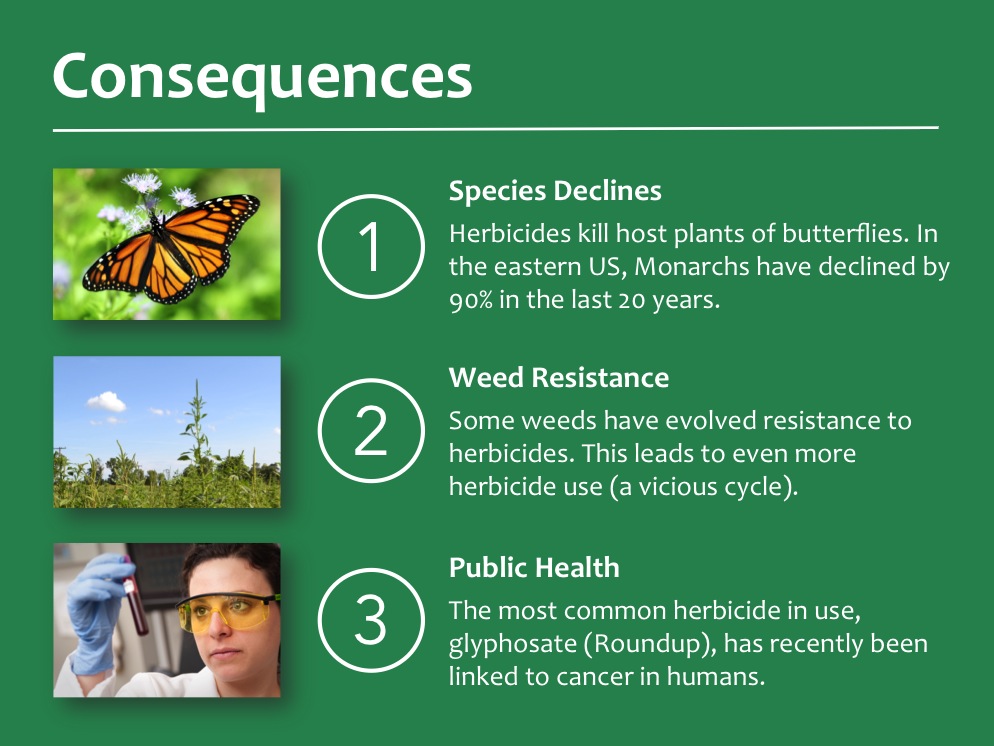 Consequences
1
Species Declines
Herbicides kill host plants of butterflies. In
the eastern US, Monarchs have declined by
90% in the last 20 years.
2
Weed Resistance
Some weeds have evolved resistance to
herbicides. This leads to even more
herbicide use (a vicious cycle).
3
Public Health
The most common herbicide in use,
glyphosate (Roundup), has recently been
linked to cancer in humans.